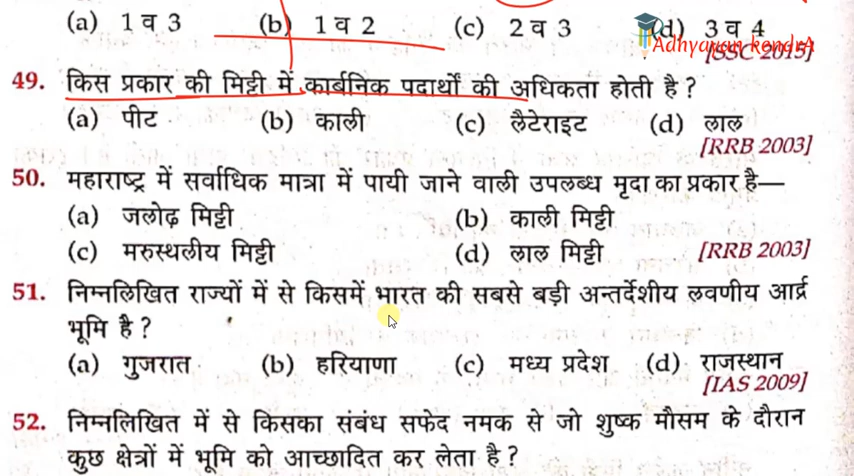 (a) 1 व 3 (b) 1 व 2 (c) 2 व 3 (d) 3 व 4
Adhyayan kendrA
[SSC 2015]
49. किस प्रकार की मिट्टी में कार्बनिक पदार्थों की अधिकता होती है ?
(a) पीट (b) काली (c) लैटेराइट (d) लाल
[RRB 2003]
50. महाराष्ट्र में सर्वाधिक मात्रा में पायी जाने वाली उपलब्ध मृदा का प्रकार है—
(a) जलोढ़ मिट्टी (b) काली मिट्टी
(c) मरुस्थलीय मिट्टी (d) लाल मिट्टी [RRB 2003]
51. निम्नलिखित राज्यों में से किसमें भारत की सबसे बड़ी अन्तर्देशीय लवणीय आर्द्र
भूमि है ?
(a) गुजरात (b) हरियाणा (c) मध्य प्रदेश (d) राजस्थान
[IAS 2009]
52. निम्नलिखित में से किसका संबंध सफेद नमक से जो शुष्क मौसम के दौरान
कुछ क्षेत्रों में भूमि को आच्छादित कर लेता है ?